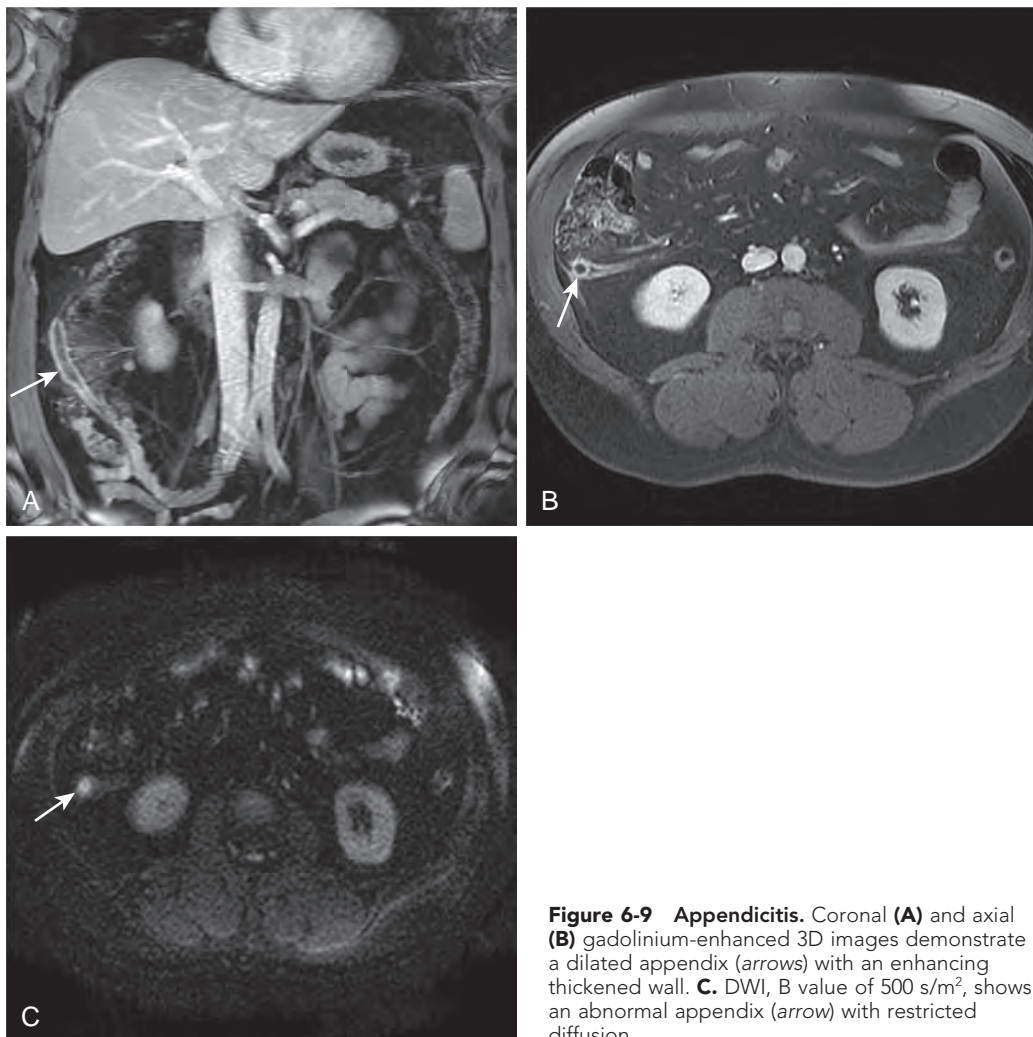 A
B
C
Figure 6-9 Appendicitis. Coronal (A) and axial
(B) gadolinium-enhanced 3D images demonstrate
a dilated appendix (arrows) with an enhancing
thickened wall. C. DWI, B value of 500 s/m², shows
an abnormal appendix (arrow) with restricted
diffusion